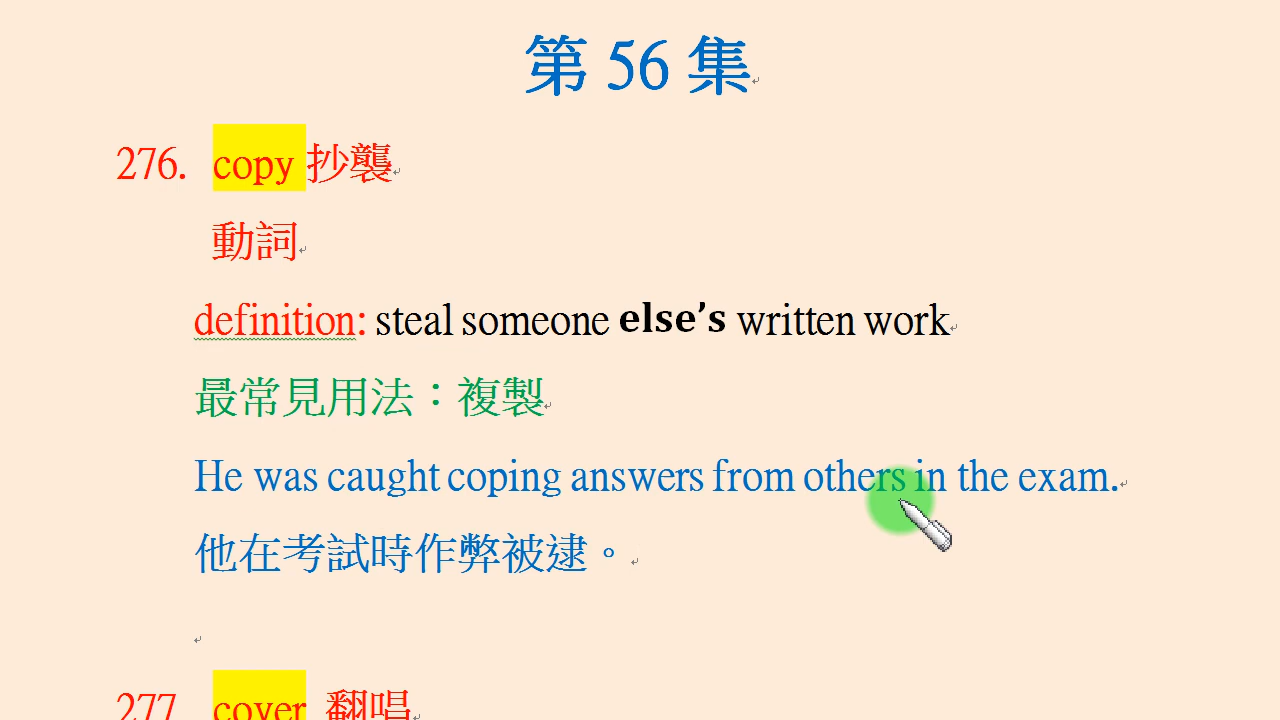 第 56 集
276. copy 抄襲
動詞
definition: steal someone else’s written work
最常見用法：複製
He was caught coping answers from others in the exam.
他在考試時作弊被逮。
277. cover 翻唱